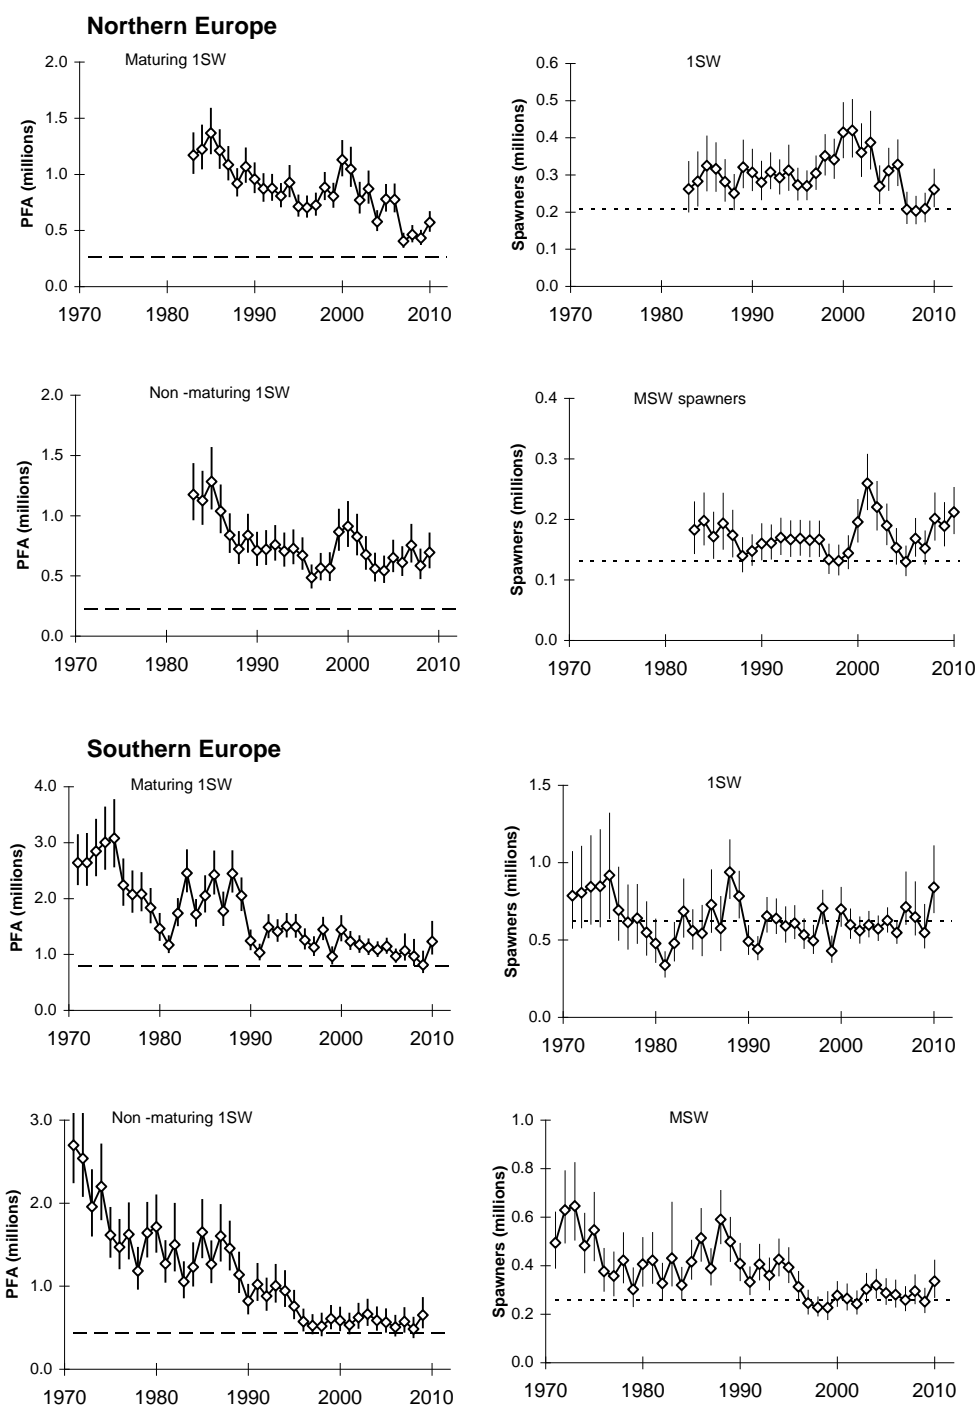 Northern Europe
Maturing 1SW
PFA (millions)
2.0
1.5
1.0
0.5
0.0
1970 1980 1990 2000 2010
1SW
Spawners (millions)
0.6
0.5
0.4
0.3
0.2
0.1
0.0
1970 1980 1990 2000 2010
Non -maturing 1SW
PFA (millions)
2.0
1.5
1.0
0.5
0.0
1970 1980 1990 2000 2010
MSW spawners
Spawners (millions)
0.4
0.3
0.2
0.1
0.0
1970 1980 1990 2000 2010
Southern Europe
Maturing 1SW
PFA (millions)
4.0
3.0
2.0
1.0
0.0
1970 1980 1990 2000 2010
1SW
Spawners (millions)
1.5
1.0
0.5
0.0
1970 1980 1990 2000 2010
Non -maturing 1SW
PFA (millions)
3.0
2.0
1.0
0.0
1970 1980 1990 2000 2010
MSW
Spawners (millions)
1.0
0.8
0.6
0.4
0.2
0.0
1970 1980 1990 2000 2010